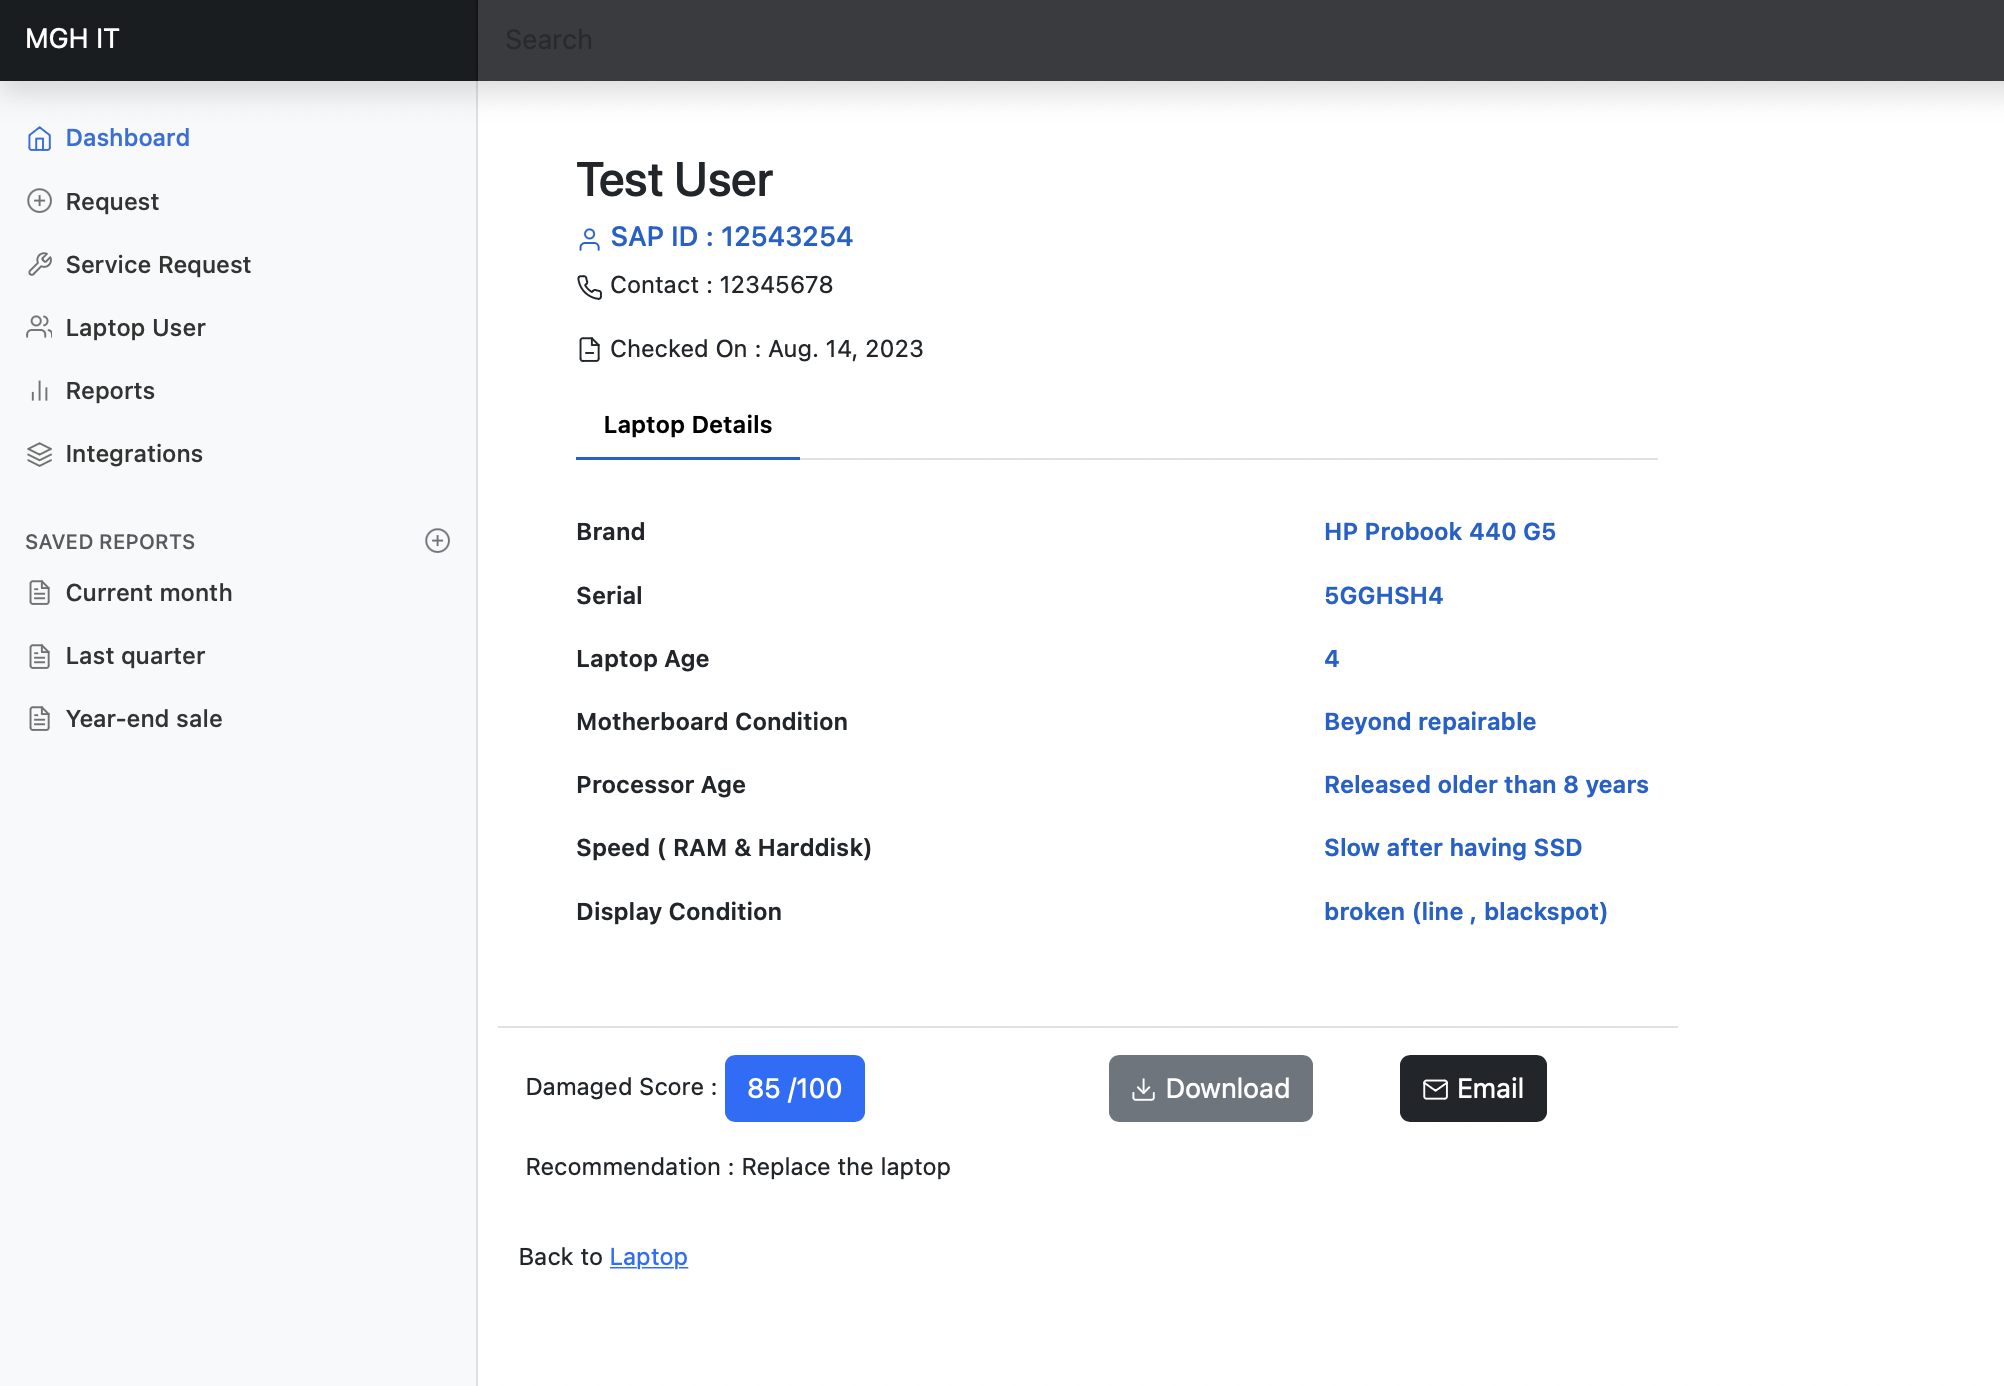 MGH IT
Search
Dashboard
Request
Service Request
Laptop User
Reports
Integrations
SAVED REPORTS
Current month
Last quarter
Year-end sale
Test User
SAP ID : 12543254
Contact : 12345678
Checked On : Aug. 14, 2023
Laptop Details
Brand HP Probook 440 G5
Serial 5GGHSH4
Laptop Age 4
Motherboard Condition Beyond repairable
Processor Age Released older than 8 years
Speed ( RAM & Harddisk) Slow after having SSD
Display Condition broken (line , blackspot)
Damaged Score : 85 /100 Download Email
Recommendation : Replace the laptop
Back to Laptop